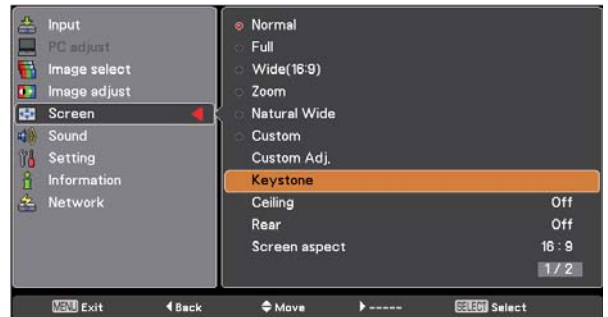 Input
PC adjust
Image select
Image adjust
Screen
Sound
Setting
Information
Network
Normal
Full
Wide(16:9)
Zoom
Natural Wide
Custom
Custom Adj.
Keystone
Ceiling Off
Rear Off
Screen aspect 16 : 9
1 / 2
MENU Exit Back Move ----- SELECT Select